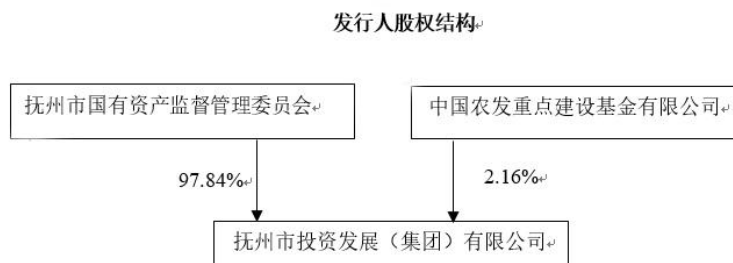 发行人股权结构
抚州市国有资产监督管理委员会
中国农发重点建设基金有限公司
97.84%
2.16%
抚州市投资发展（集团）有限公司